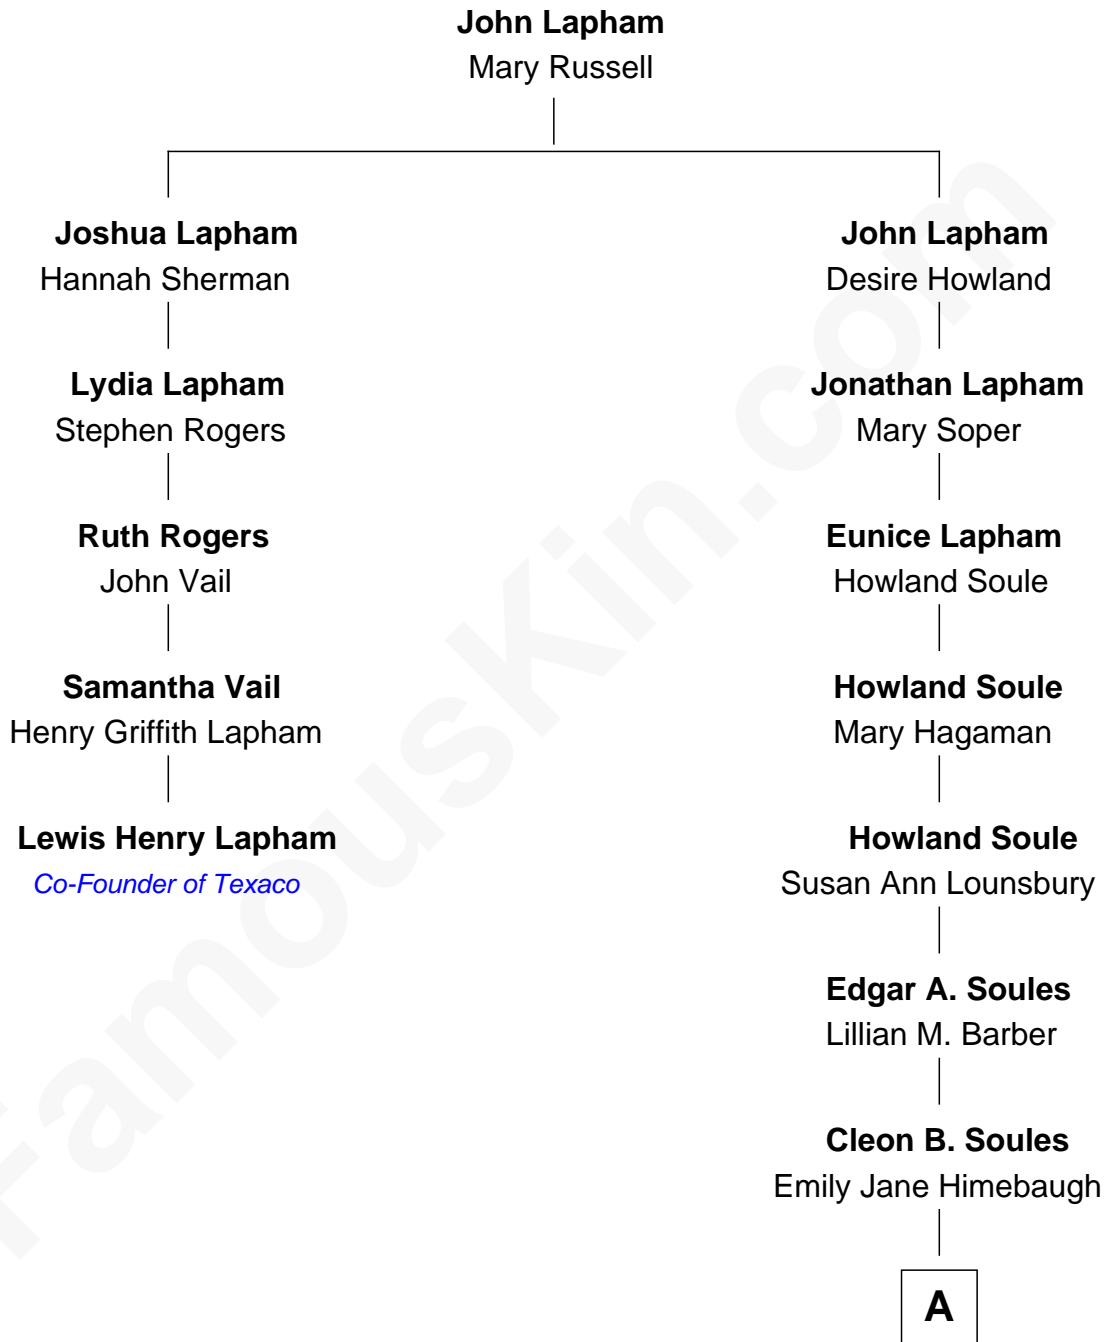 John Lapham
Mary Russell
Joshua Lapham
Hannah Sherman
Lydia Lapham
Stephen Rogers
Ruth Rogers
John Vail
Samantha Vail
Henry Griffith Lapham
Lewis Henry Lapham
Co-Founder of Texaco
John Lapham
Desire Howland
Jonathan Lapham
Mary Soper
Eunice Lapham
Howland Soule
Howland Soule
Mary Hagaman
Howland Soule
Susan Ann Lounsbury
Edgar A. Soules
Lillian M. Barber
Cleon B. Soules
Emily Jane Himebaugh
A
FamousKin.com